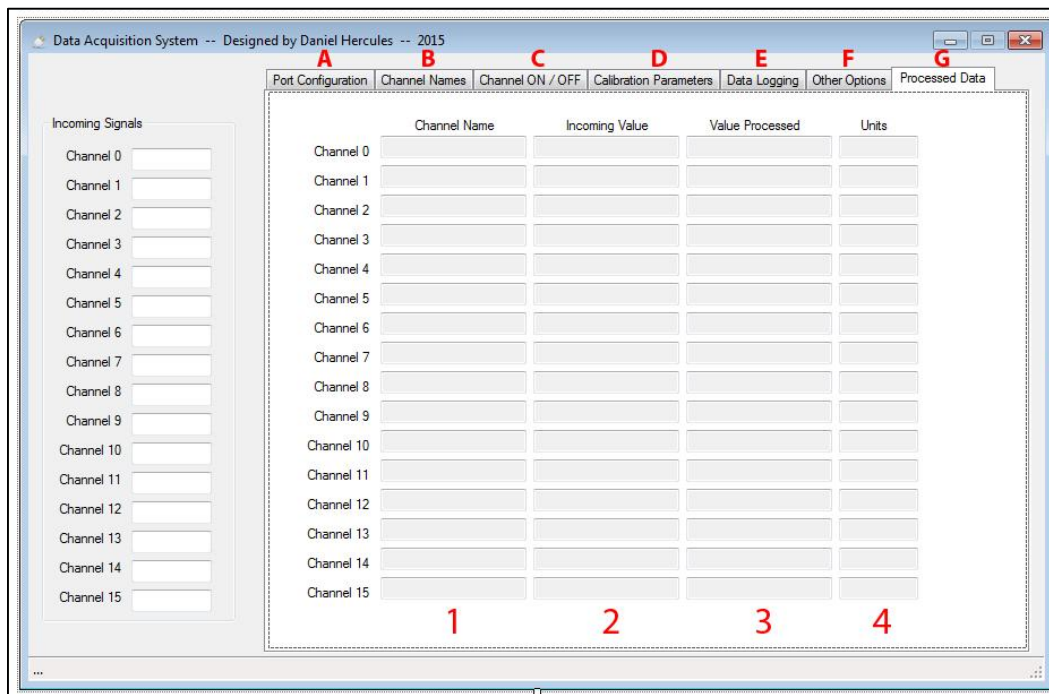 Data Acquisition System -- Designed by Daniel Hercules -- 2015
A B C D E F G
Port Configuration Channel Names Channel ON / OFF Calibration Parameters Data Logging Other Options Processed Data
Incoming Signals
Channel 0
Channel 1
Channel 2
Channel 3
Channel 4
Channel 5
Channel 6
Channel 7
Channel 8
Channel 9
Channel 10
Channel 11
Channel 12
Channel 13
Channel 14
Channel 15
Channel Name Incoming Value Value Processed Units
Channel 0
Channel 1
Channel 2
Channel 3
Channel 4
Channel 5
Channel 6
Channel 7
Channel 8
Channel 9
Channel 10
Channel 11
Channel 12
Channel 13
Channel 14
Channel 15
1 2 3 4
...